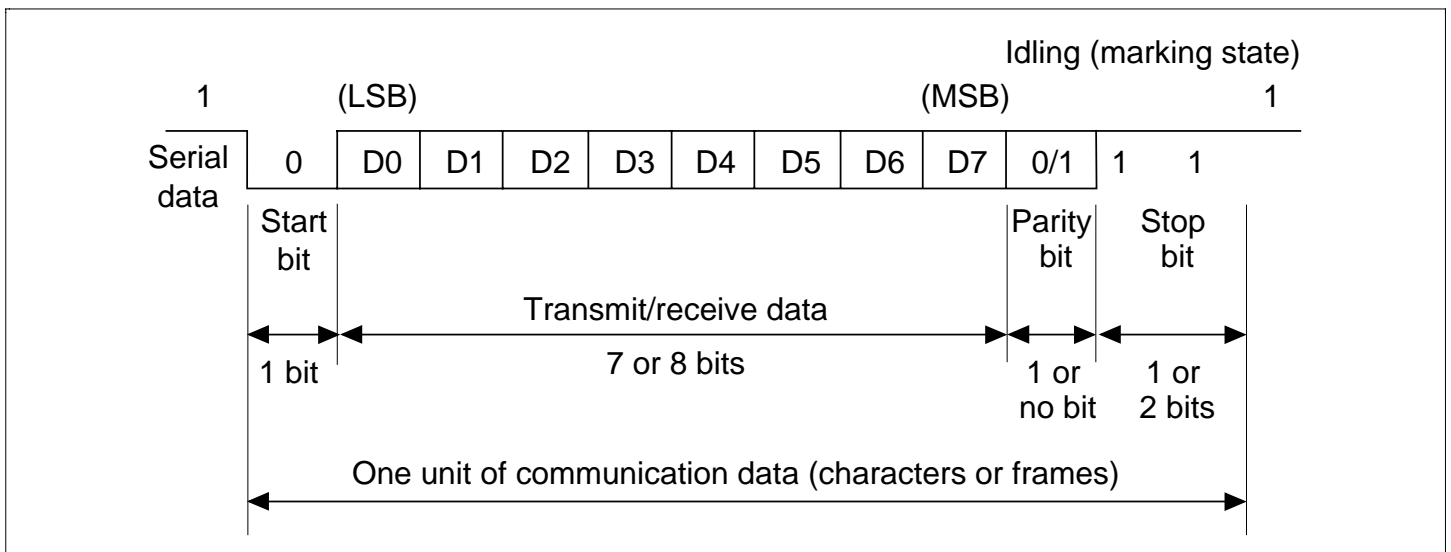 Idling (marking state)
1 (LSB) (MSB) 1
Serial
data
0 D0 D1 D2 D3 D4 D5 D6 D7 0/1 1 1
Start
bit
Parity
bit
Stop
bit
Transmit/receive data
1 bit
7 or 8 bits
1 or
no bit
1 or
2 bits
One unit of communication data (characters or frames)